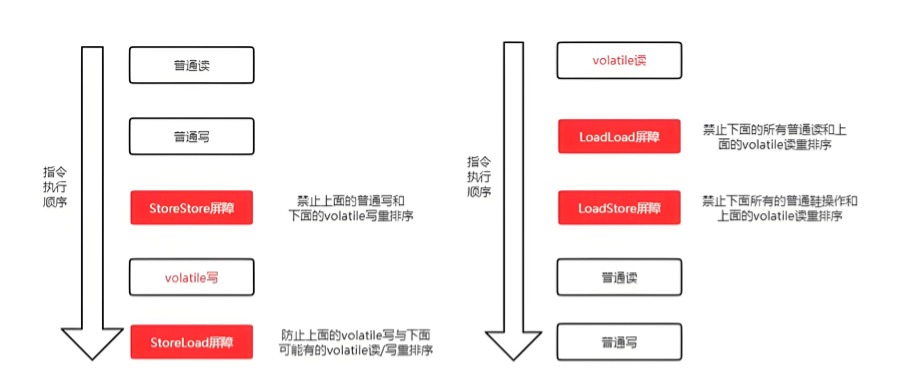 普通读
普通写
指令
执行
顺序
StoreStore屏障
禁止上面的普通写和
下面的volatile写重排序
volatile写
StoreLoad屏障
防止上面的volatile写与下面
可能有的volatile读/写重排序
volatile读
LoadLoad屏障
禁止下面的所有普通读和上
面的volatile读重排序
指令
执行
顺序
LoadStore屏障
禁止下面所有的普通鞋操作和
上面的volatile读重排序
普通读
普通写